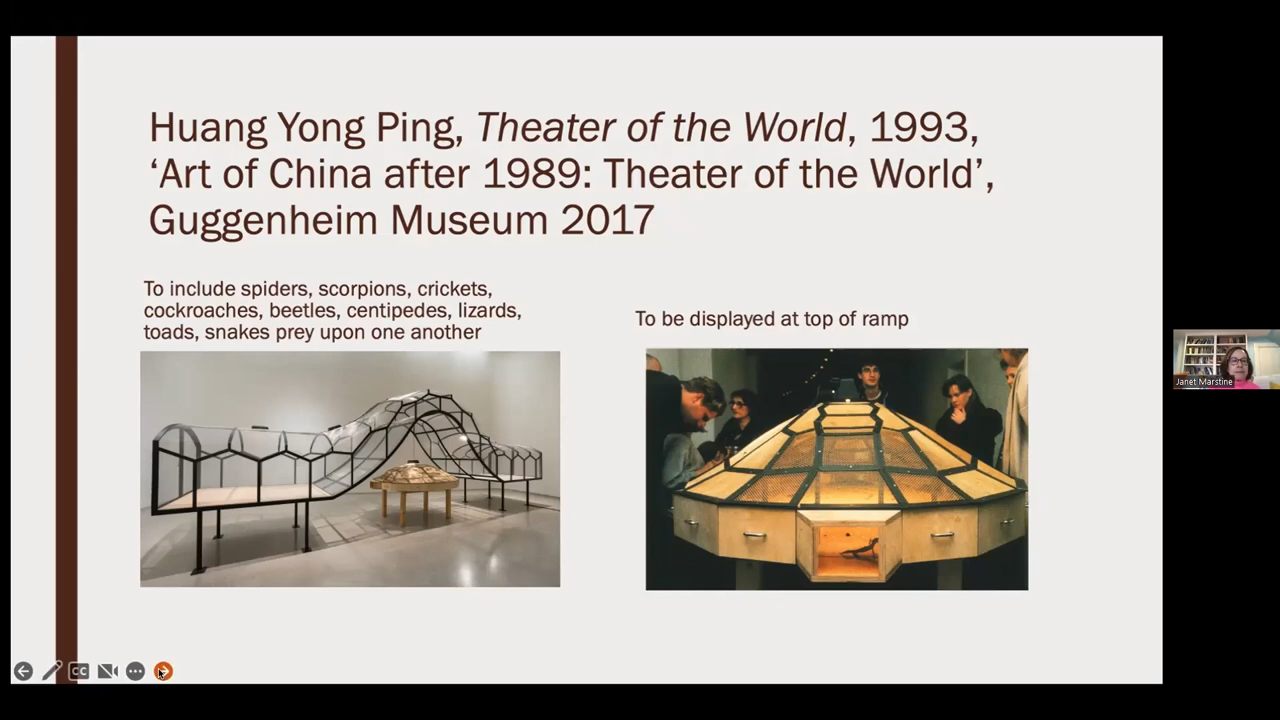 Huang Yong Ping, Theater of the World, 1993,
‘Art of China after 1989: Theater of the World’,
Guggenheim Museum 2017
To include spiders, scorpions, crickets,
cockroaches, beetles, centipedes, lizards,
toads, snakes prey upon one another
To be displayed at top of ramp
Janet Marstine
CC